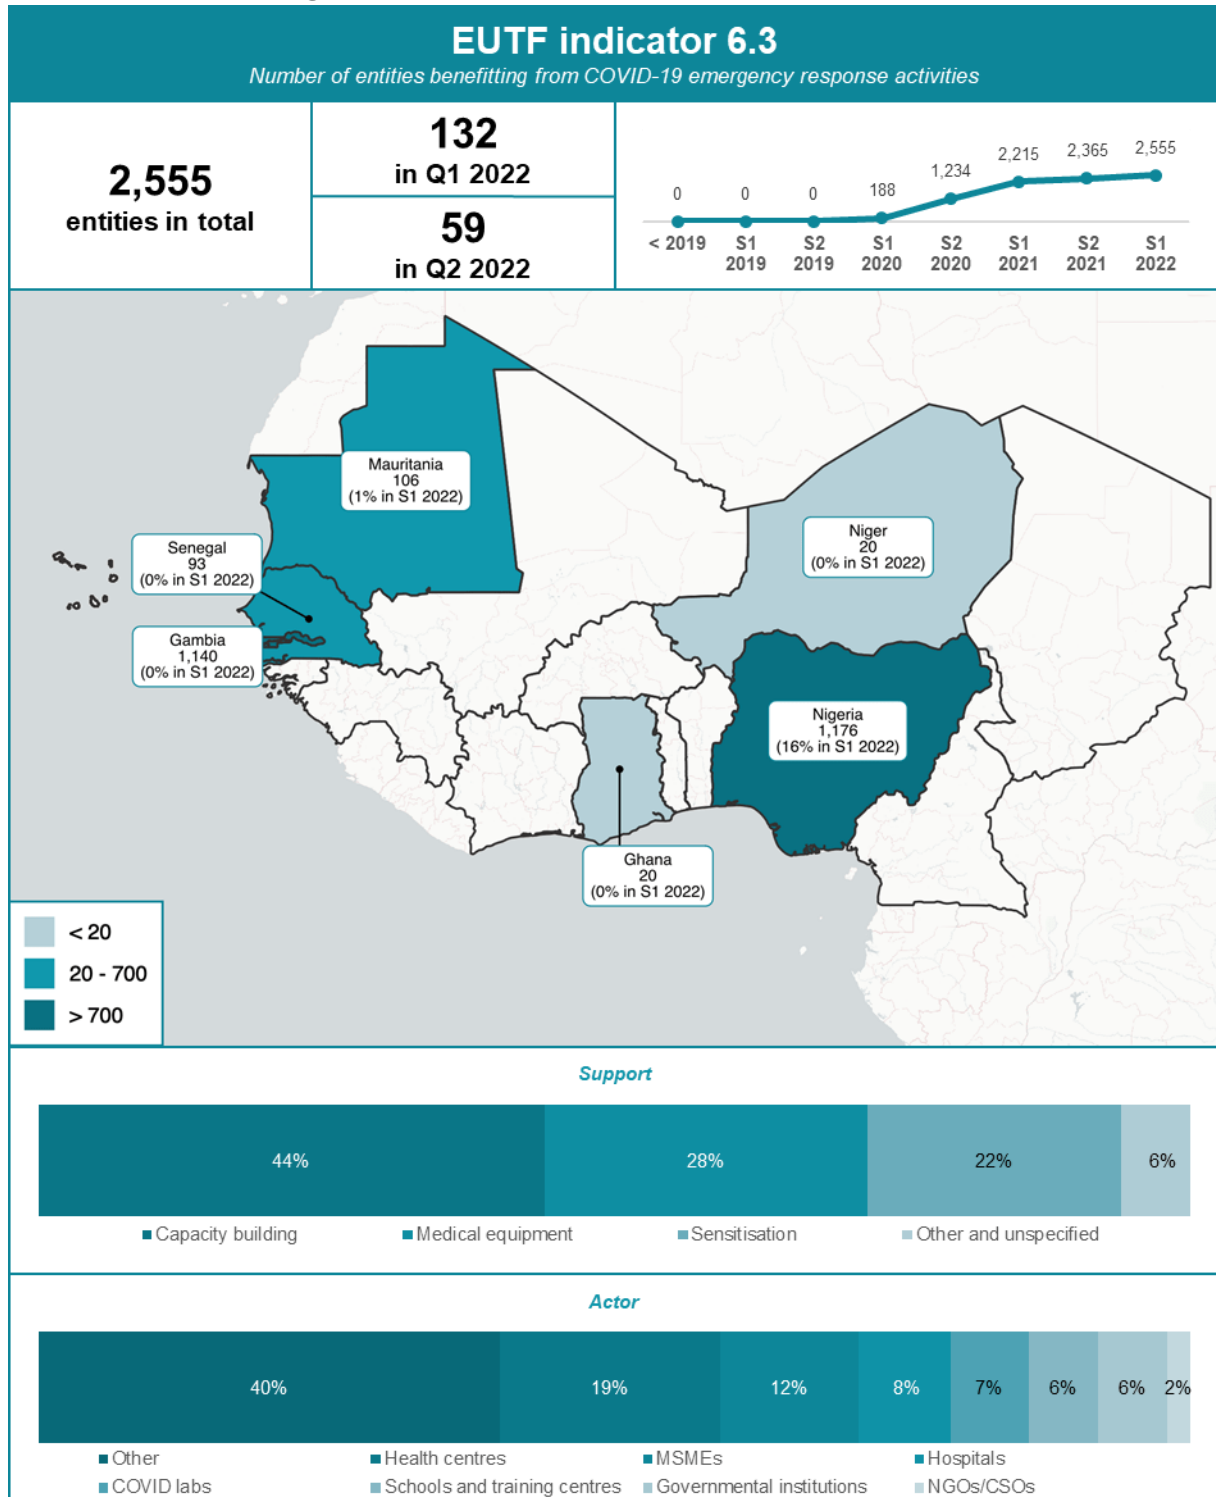 EUTF indicator 6.3
Number of entities benefitting from COVID-19 emergency response activities
2,555
entities in total
132
in Q1 2022
59
in Q2 2022
0
0
0
188
1,234
2,215
2,365
2,555
< 2019
S1
2019
S2
2019
S1
2020
S2
2020
S1
2021
S2
2021
S1
2022
Mauritania
106
(1% in S1 2022)
Senegal
93
(0% in S1 2022)
Gambia
1,140
(0% in S1 2022)
Niger
20
(0% in S1 2022)
Nigeria
1,176
(16% in S1 2022)
Ghana
20
(0% in S1 2022)
< 20
20 - 700
> 700
Support
44%
28%
22%
6%
Capacity building
Medical equipment
Sensitisation
Other and unspecified
Actor
40%
19%
12%
8%
7%
6%
6%
2%
Other
Health centres
MSMEs
Hospitals
COVID labs
Schools and training centres
Governmental institutions
NGOs/CSOs